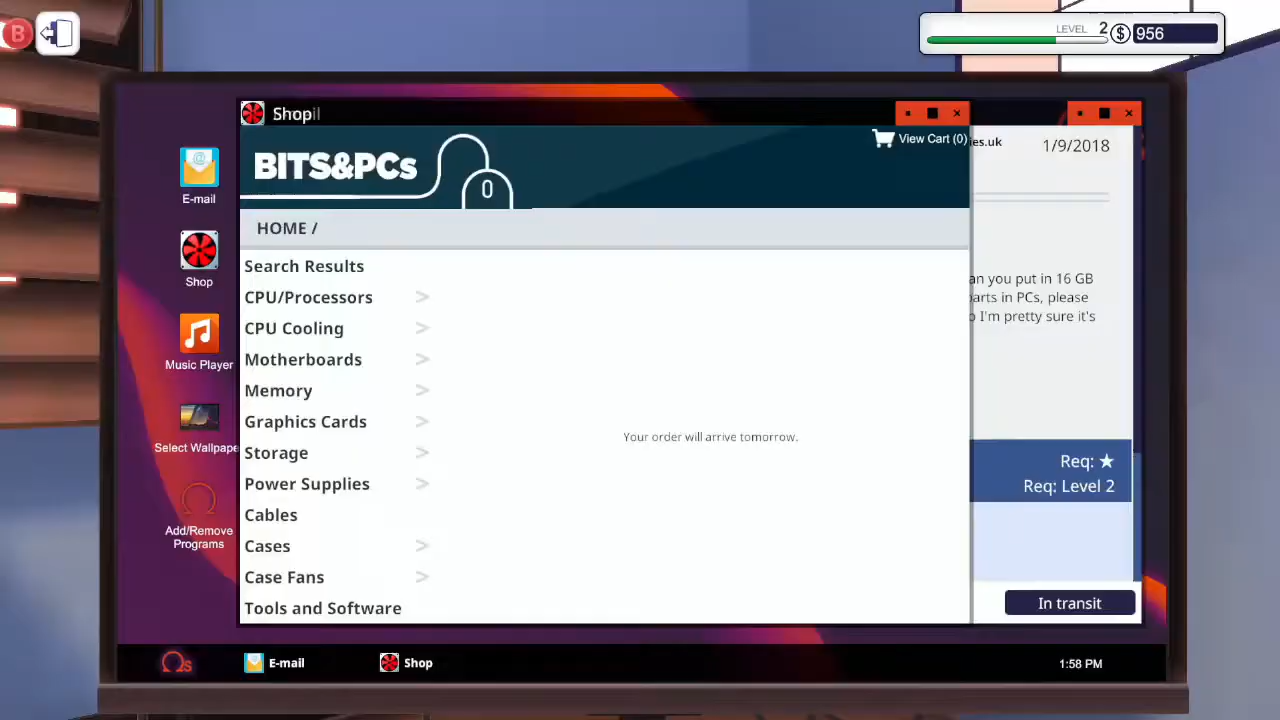 B
LEVEL 2
$ 956
Shop
View Cart (0)
BITS&PCs
0
HOME /
Search Results
CPU/Processors >
CPU Cooling >
Motherboards >
Memory >
Graphics Cards >
Storage >
Power Supplies >
Cables
Cases >
Case Fans >
Tools and Software
Your order will arrive tomorrow.
ies.uk
1/9/2018
an you put in 16 GB
parts in PCs, please
I'm pretty sure it's
Req: ★
Req: Level 2
In transit
E-mail
Shop
Music Player
Select Wallpape
Add/Remove
Programs
E-mail
Shop
1:58 PM